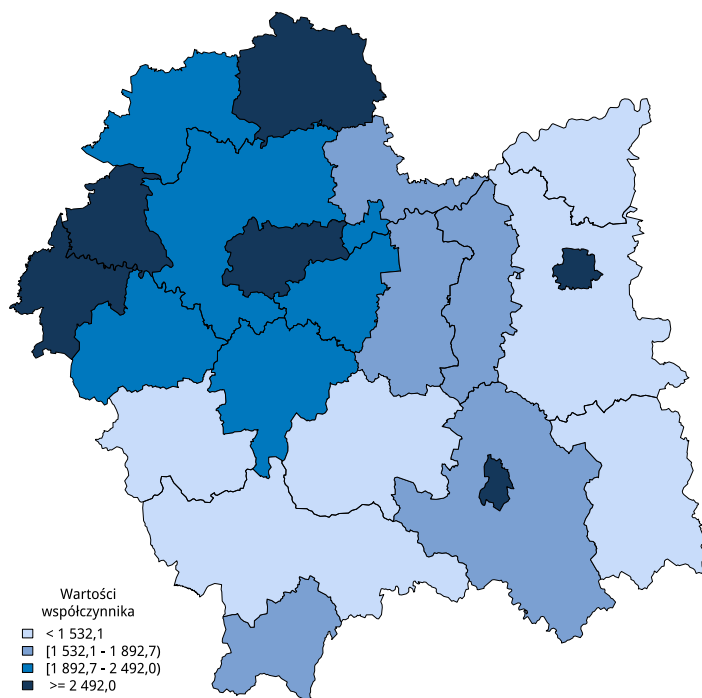 Wartości
współczynnika
< 1 532,1
[1 532,1 - 1 892,7)
[1 892,7 - 2 492,0)
>= 2 492,0